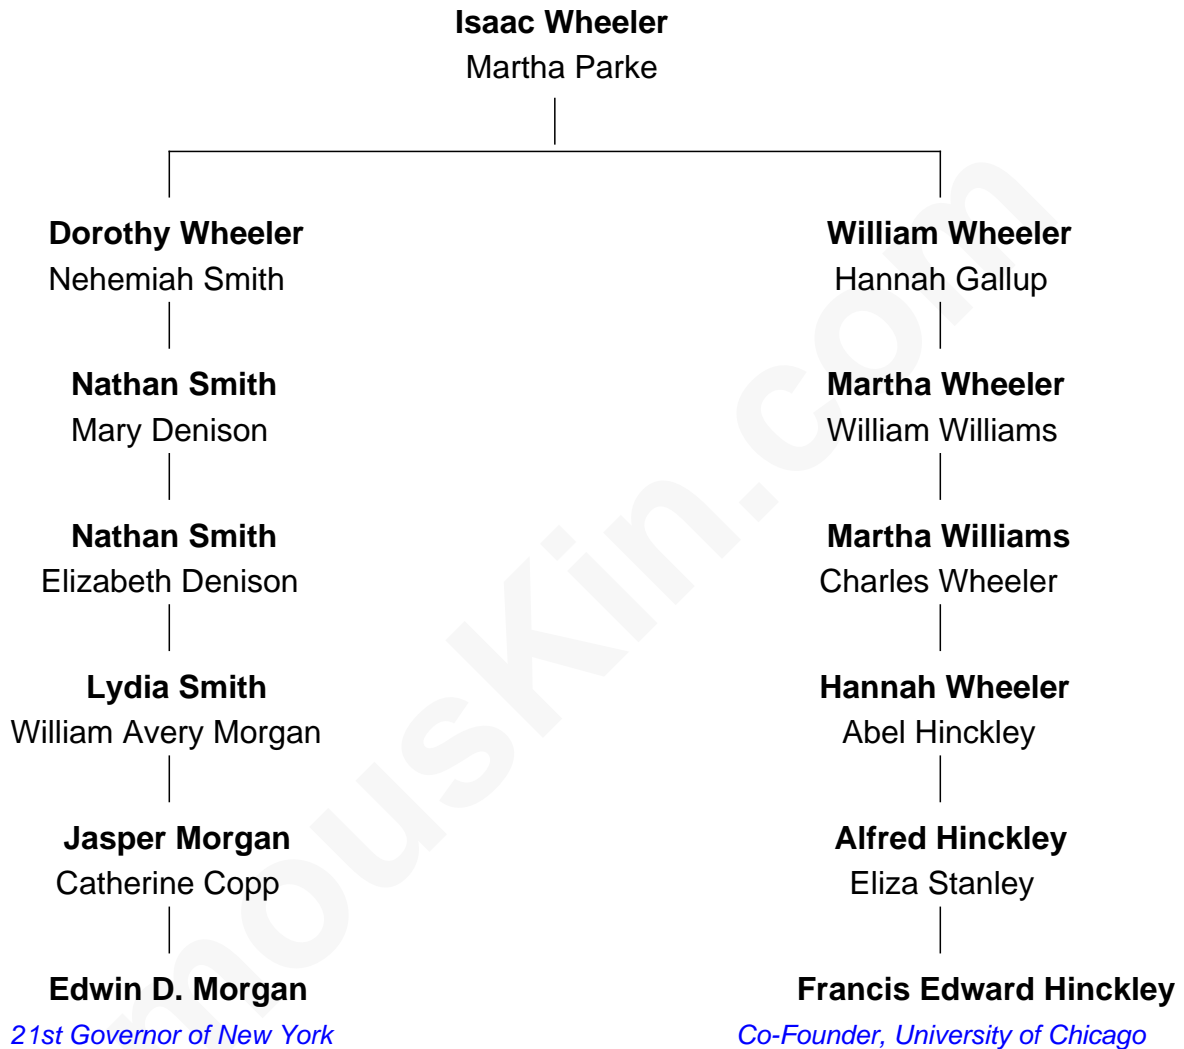 Isaac Wheeler
Martha Parke
Dorothy Wheeler
Nehemiah Smith
William Wheeler
Hannah Gallup
Nathan Smith
Mary Denison
Martha Wheeler
William Williams
Nathan Smith
Elizabeth Denison
Martha Williams
Charles Wheeler
Lydia Smith
William Avery Morgan
Hannah Wheeler
Abel Hinckley
Jasper Morgan
Catherine Copp
Alfred Hinckley
Eliza Stanley
Edwin D. Morgan
21st Governor of New York
Francis Edward Hinckley
Co-Founder, University of Chicago
mousKin.com